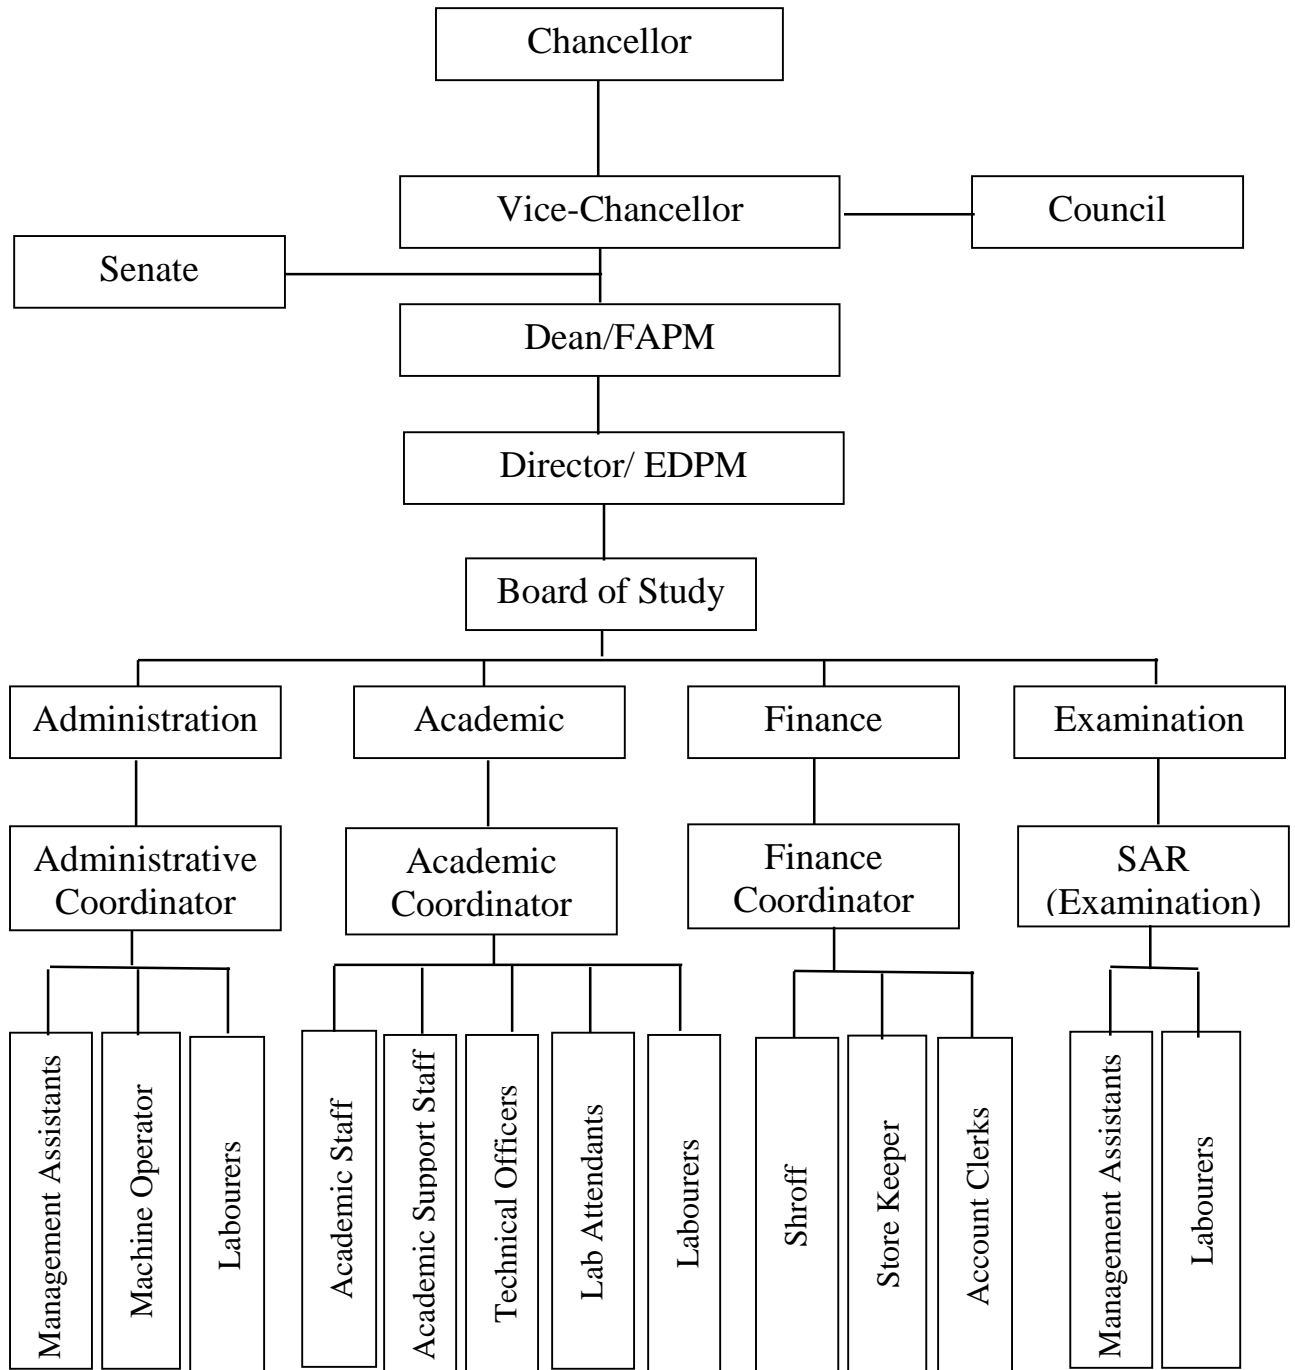 Chancellor
Vice-Chancellor
Council
Senate
Dean/FAPM
Director/ EDPM
Board of Study
Administration
Academic
Finance
Examination
Administrative
Coordinator
Academic
Coordinator
Finance
Coordinator
SAR
(Examination)
Management Assistants
Machine Operator
Labourers
Academic Staff
Academic Support Staff
Technical Officers
Lab Attendants
Labourers
Shroff
Store Keeper
Account Clerks
Management Assistants
Labourers